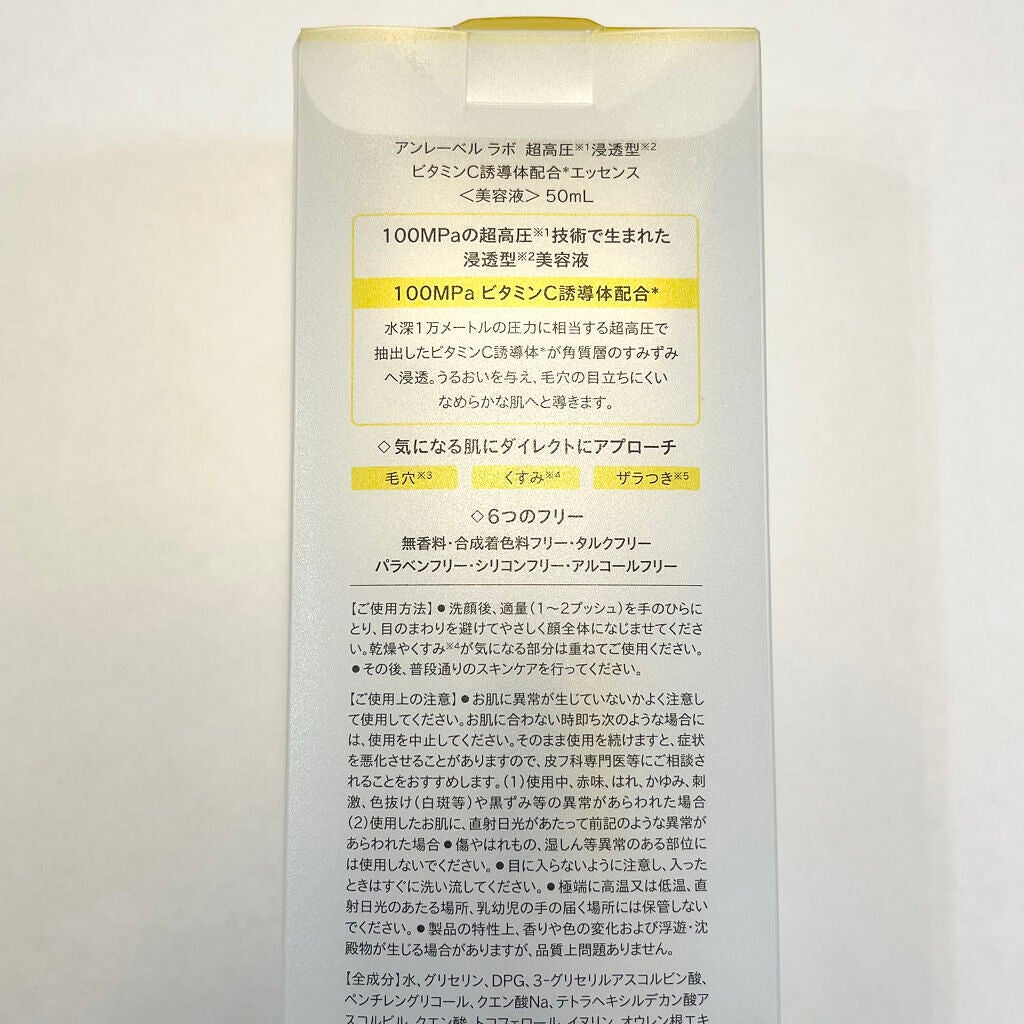 アンレーベル ラボ 超高圧※1浸透型※2
ビタミンC誘導体配合*エッセンス
＜美容液＞ 50mL
100MPaの超高圧※1技術で生まれた
浸透型※2美容液
100MPa ビタミンC誘導体配合*
水深1万メートルの圧力に相当する超高圧で
抽出したビタミンC誘導体*が角質層のすみずみ
へ浸透。うるおいを与え、毛穴の目立ちにくい
なめらかな肌へと導きます。
◇気になる肌にダイレクトにアプローチ
毛穴※3 くすみ※4 ザラつき※5
◇6つのフリー
無香料・合成着色料フリー・タルクフリー
パラベンフリー・シリコンフリー・アルコールフリー
【ご使用方法】●洗顔後、適量（1〜2プッシュ）を手のひらに
とり、目のまわりを避けてやさしく顔全体になじませてくださ
い。乾燥やくすみ※4が気になる部分は重ねてご使用ください。
●その後、普段通りのスキンケアを行ってください。
【ご使用上の注意】●お肌に異常が生じていないかよく注意し
て使用してください。お肌に合わない時即ち次のような場合に
は、使用を中止してください。そのまま使用を続けますと、症状
を悪化させることがありますので、皮フ科専門医等にご相談さ
れることをおすすめします。（1）使用中、赤味、はれ、かゆみ、刺
激、色抜け（白斑等）や黒ずみ等の異常があらわれた場合
（2）使用したお肌に、直射日光があたって前記のような異常が
あらわれた場合●傷やはれもの、湿しん等異常のある部位に
は使用しないでください。●目に入らないように注意し、入った
ときはすぐに洗い流してください。●極端に高温又は低温、直
射日光のあたる場所、乳幼児の手の届く場所には保管しない
でください。●製品の特性上、香りや色の変化および浮遊・沈
殿物が生じる場合がありますが、品質上問題ありません。
【全成分】水、グリセリン、DPG、3-グリセリルアスコルビン酸、
ペンチレングリコール、クエン酸Na、テトラヘキシルデカン酸ア
スコルビル、クエン酸、トコフェロール、イヌリン、オウレン根エキ